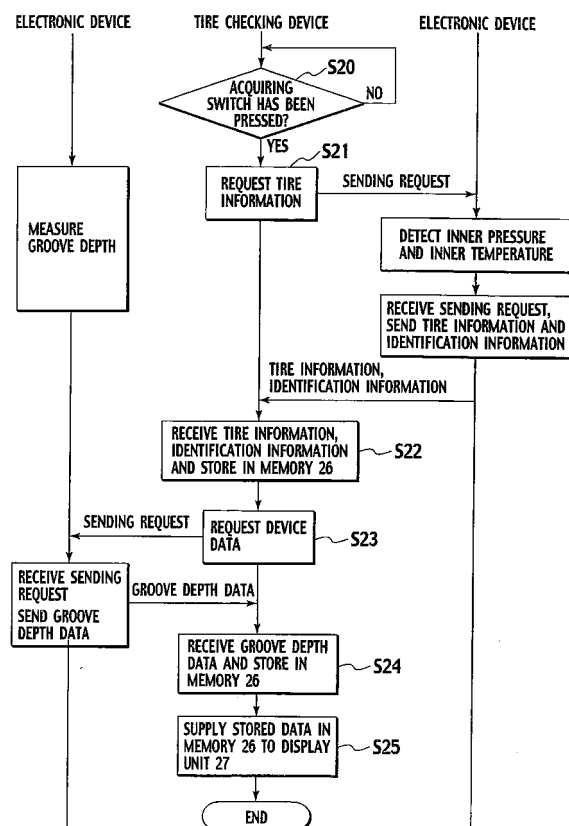 ELECTRONIC DEVICE
TIRE CHECKING DEVICE
ELECTRONIC DEVICE
S20
ACQUIRING
SWITCH HAS BEEN
PRESSED?
NO
YES
S21
REQUEST TIRE
INFORMATION
SENDING REQUEST
MEASURE
GROOVE DEPTH
DETECT INNER PRESSURE
AND INNER TEMPERATURE
RECEIVE SENDING REQUEST,
SEND TIRE INFORMATION AND
IDENTIFICATION INFORMATION
TIRE INFORMATION,
IDENTIFICATION INFORMATION
RECEIVE TIRE INFORMATION,
IDENTIFICATION INFORMATION
AND STORE IN MEMORY 26
S22
SENDING REQUEST
REQUEST DEVICE
DATA
S23
RECEIVE SENDING
REQUEST
SEND GROOVE
DEPTH DATA
GROOVE DEPTH DATA
RECEIVE GROOVE DEPTH
DATA AND STORE IN
MEMORY 26
S24
SUPPLY STORED DATA IN
MEMORY 26 TO DISPLAY
UNIT 27
S25
END